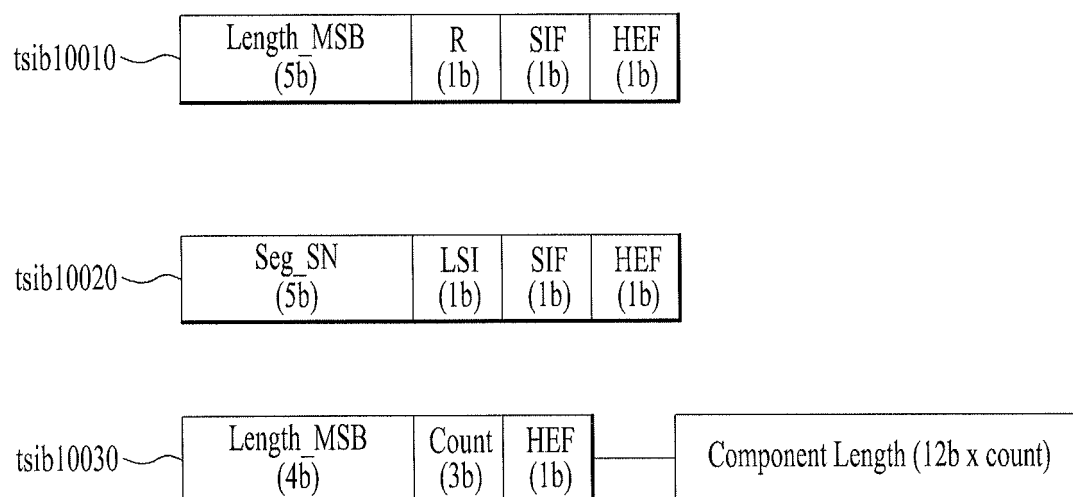 tsib10010
Length_MSB (5b)
R (1b)
SIF (1b)
HEF (1b)
tsib10020
Seg_SN (5b)
LSI (1b)
SIF (1b)
HEF (1b)
tsib10030
Length_MSB (4b)
Count (3b)
HEF (1b)
Component Length (12b x count)